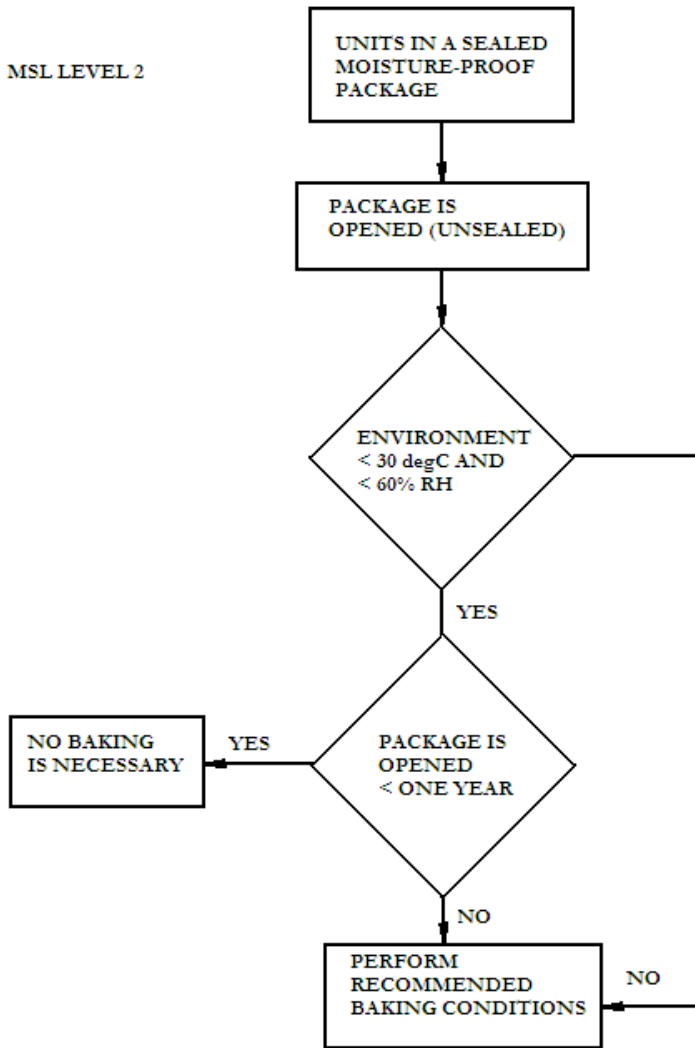 MSL LEVEL 2
UNITS IN A SEALED
MOISTURE-PROOF
PACKAGE
PACKAGE IS
OPENED (UNSEALED)
ENVIRONMENT
< 30 degC AND
< 60% RH
YES
PACKAGE IS
OPENED
< ONE YEAR
YES
NO BAKING
IS NECESSARY
NO
PERFORM
RECOMMENDED
BAKING CONDITIONS
NO